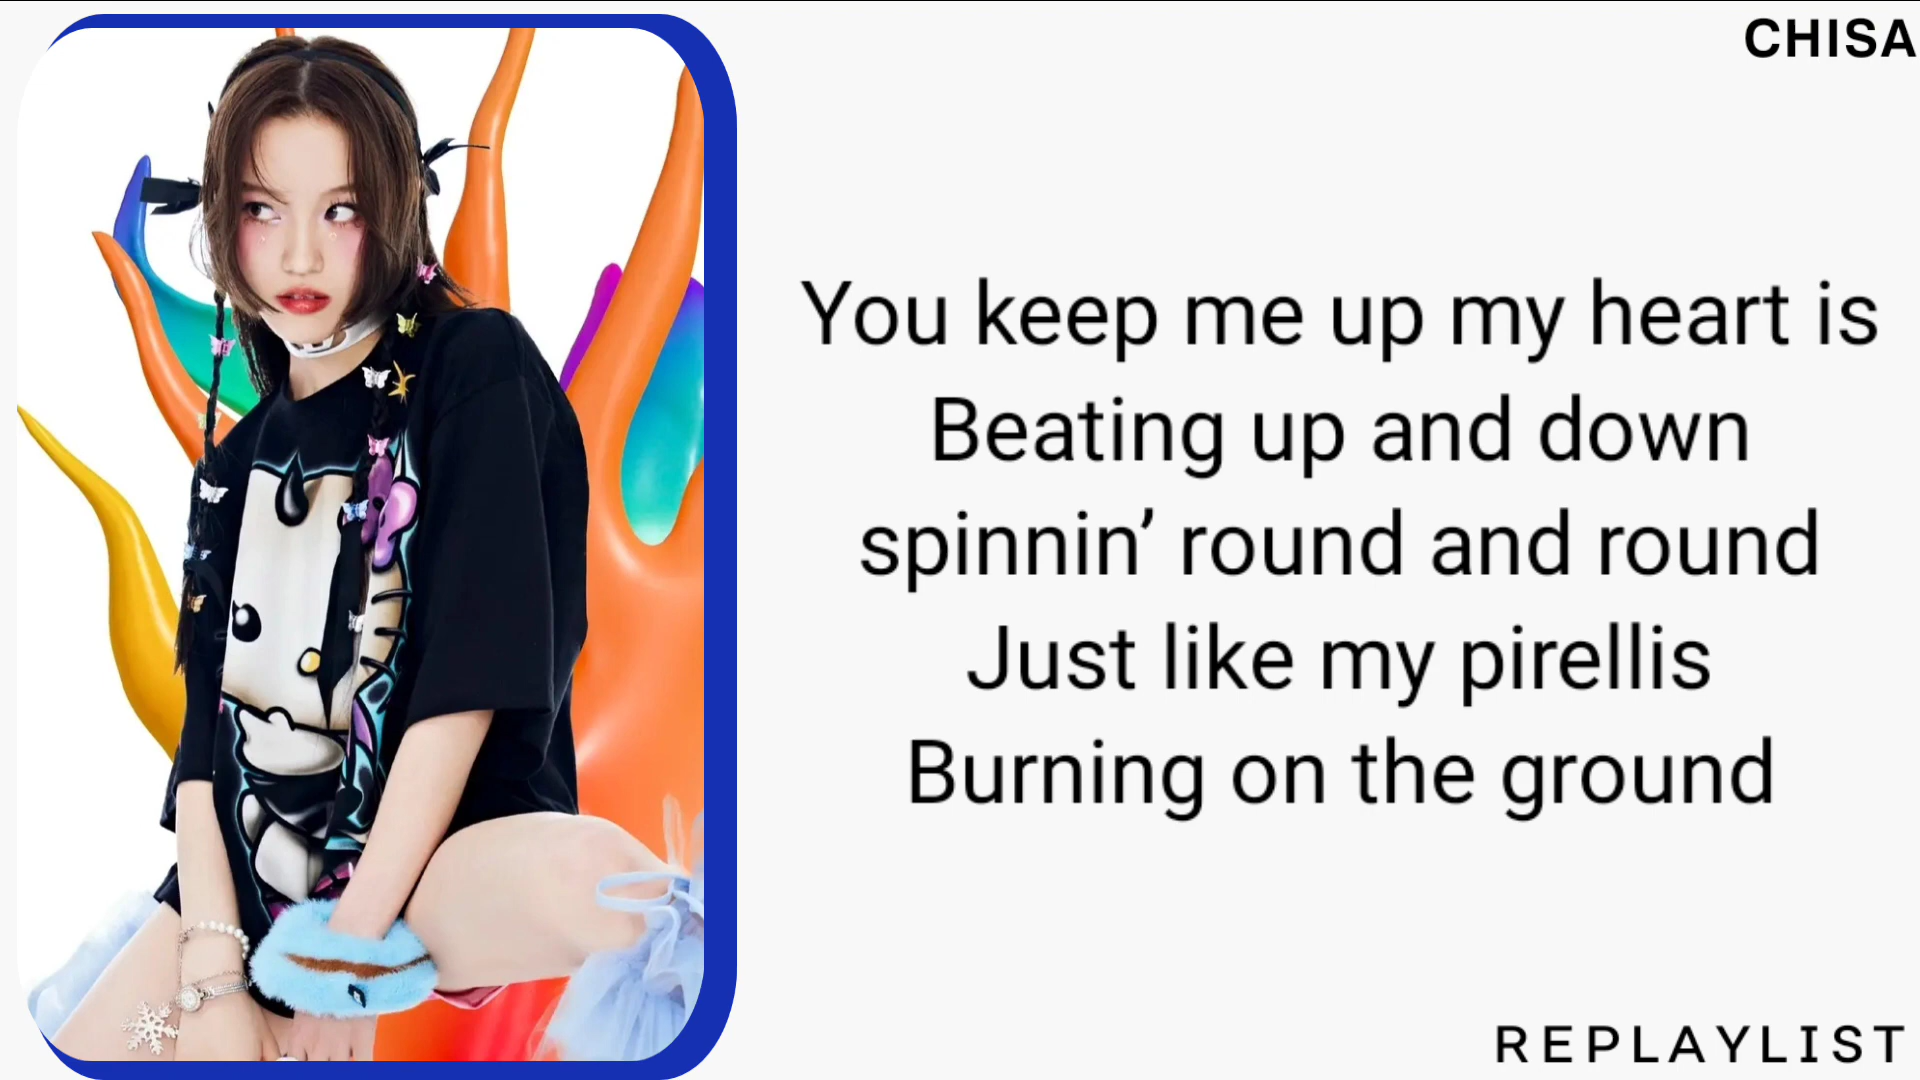 CHISA
You keep me up my heart is
Beating up and down
spinnin’ round and round
Just like my pirellis
Burning on the ground
REPLAYLIST